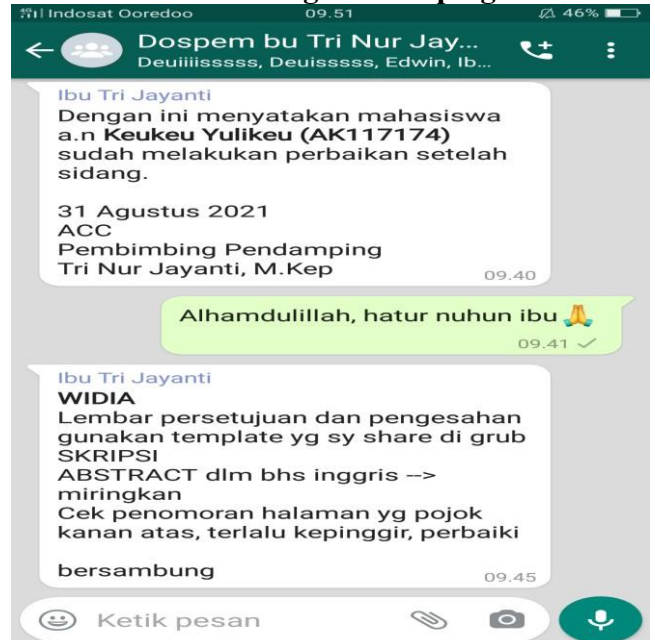 Indosat Ooredoo 09.51 46%
Dospem bu Tri Nur Jay...
Deuiiiisssss, Deuisssss, Edwin, Ib...
Ibu Tri Jayanti
Dengan ini menyatakan mahasiswa
a.n Keukeu Yulikeu (AK117174)
sudah melakukan perbaikan setelah
sidang.
31 Agustus 2021
ACC
Pembimbing Pendamping
Tri Nur Jayanti, M.Kep
09.40
Alhamdulillah, hatur nuhun ibu 🙏
09.41 ✓
Ibu Tri Jayanti
WIDIA
Lembar persetujuan dan pengesahan
gunakan template yg sy share di grub
SKRIPSI
ABSTRACT dlm bhs inggris -->
miringkan
Cek penomoran halaman yg pojok
kanan atas, terlalu kepinggir, perbaiki
bersambung
09.45
Ketik pesan